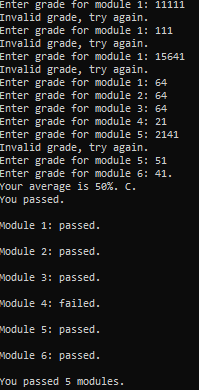 Enter grade for module 1: 11111
Invalid grade, try again.
Enter grade for module 1: 111
Invalid grade, try again.
Enter grade for module 1: 15641
Invalid grade, try again.
Enter grade for module 1: 64
Enter grade for module 2: 64
Enter grade for module 3: 64
Enter grade for module 4: 21
Enter grade for module 5: 2141
Invalid grade, try again.
Enter grade for module 5: 51
Enter grade for module 6: 41.
Your average is 50%. C.
You passed.
Module 1: passed.
Module 2: passed.
Module 3: passed.
Module 4: failed.
Module 5: passed.
Module 6: passed.
You passed 5 modules.